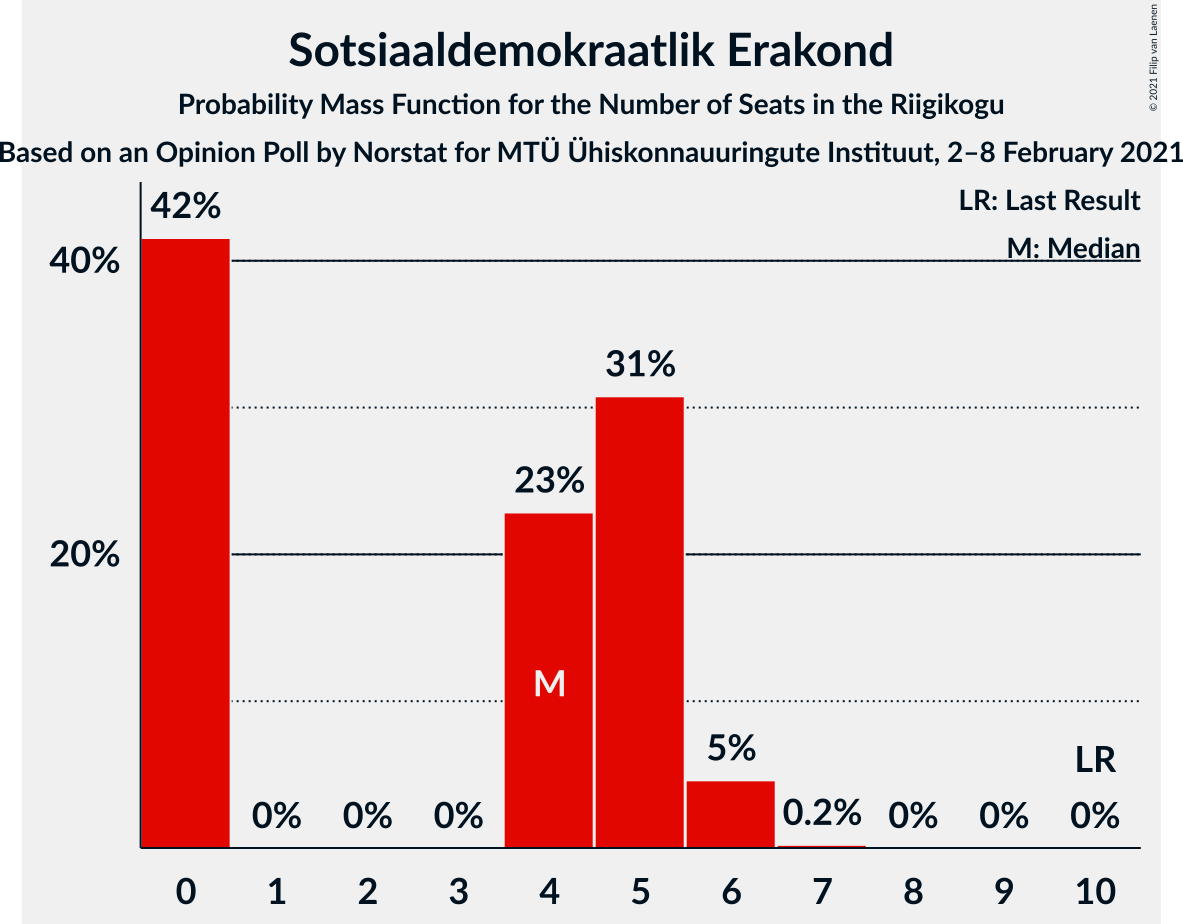 Sotsiaaldemokraatlik Erakond
Probability Mass Function for the Number of Seats in the Riigikogu
Based on an Opinion Poll by Norstat for MTÜ Ühiskonnauuringute Instituut, 2–8 February 2021
© 2021 Filip van Laenen
LR: Last Result
M: Median
42%
40%
31%
23%
20%
M
5%
LR
0% 0% 0% 0.2% 0% 0% 0%
0 1 2 3 4 5 6 7 8 9 10